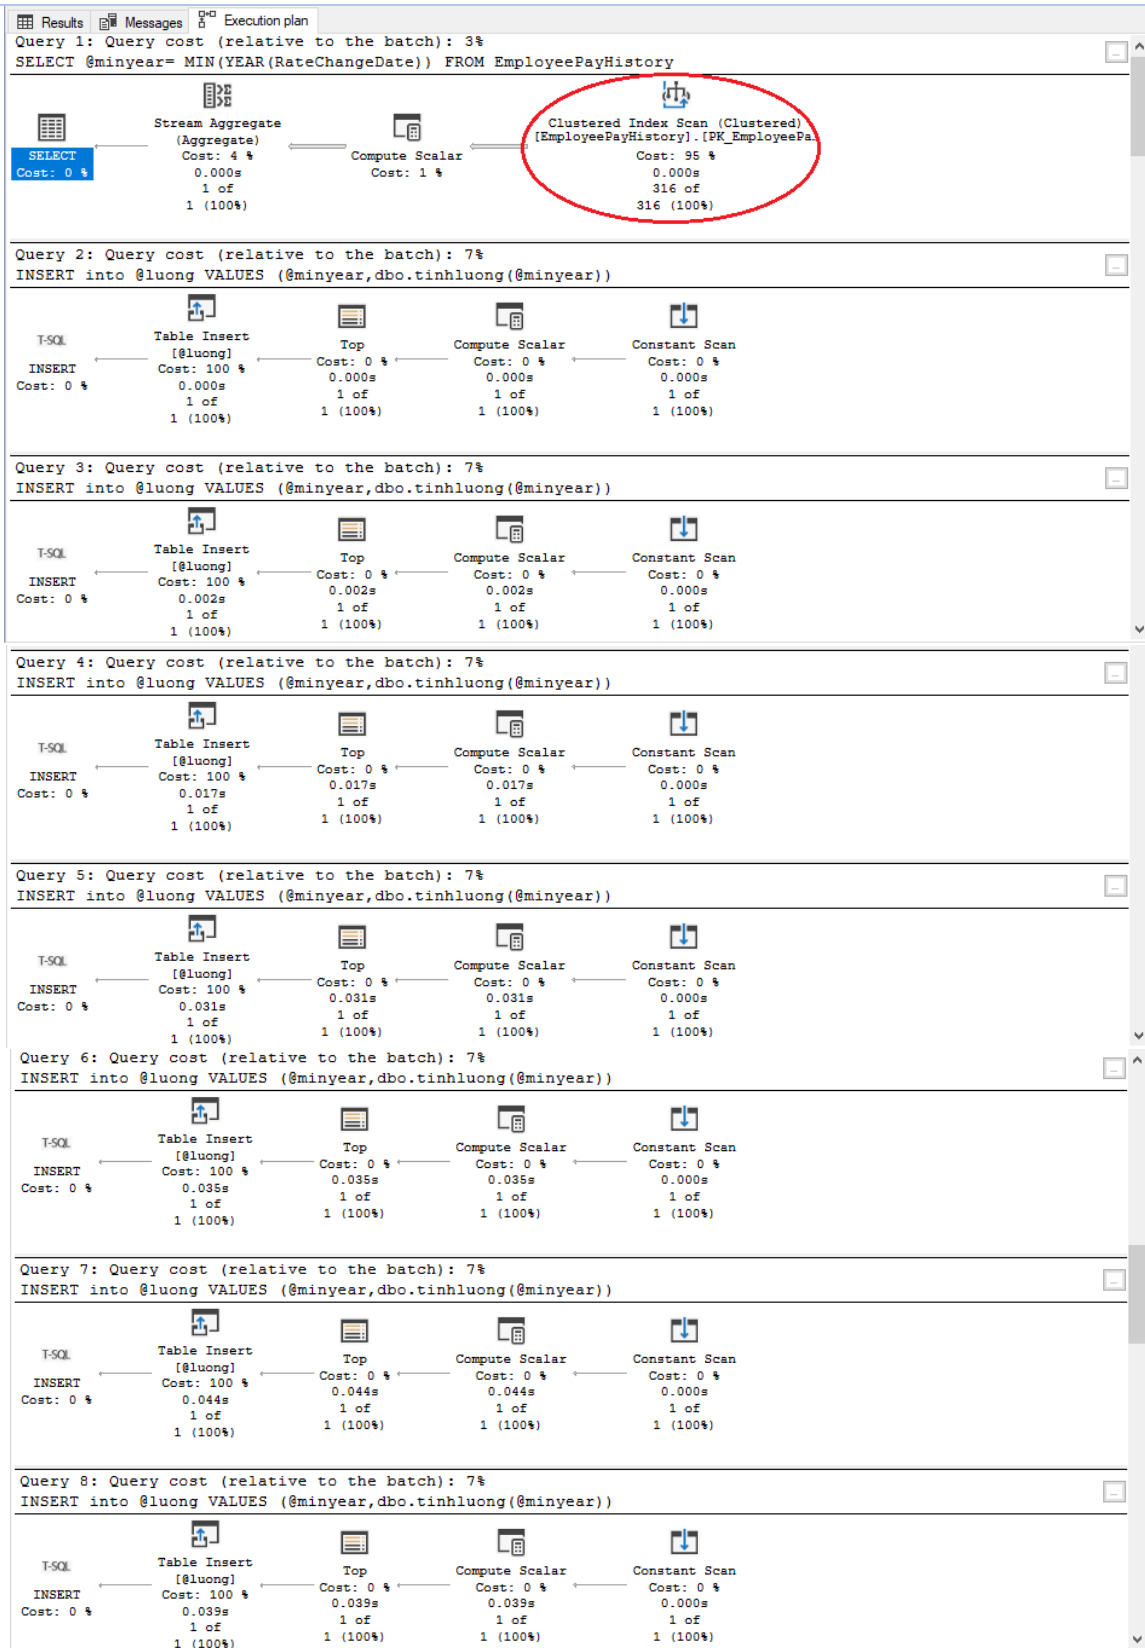 Results Messages Execution plan
Query 1: Query cost (relative to the batch): 3%
SELECT @minyear= MIN(YEAR(RateChangeDate)) FROM EmployeePayHistory
SELECT
Cost: 0 %
Stream Aggregate
(Aggregate)
Cost: 4 %
0.000s
1 of
1 (100%)
Compute Scalar
Cost: 1 %
Clustered Index Scan (Clustered)
[EmployeePayHistory].[PK_EmployeePa…
Cost: 95 %
0.000s
316 of
316 (100%)
Query 2: Query cost (relative to the batch): 7%
INSERT into @luong VALUES (@minyear,dbo.tinhluong(@minyear))
T-SQL
INSERT
Cost: 0 %
Table Insert
[@luong]
Cost: 100 %
0.000s
1 of
1 (100%)
Top
Cost: 0 %
0.000s
1 of
1 (100%)
Compute Scalar
Cost: 0 %
0.000s
1 of
1 (100%)
Constant Scan
Cost: 0 %
0.000s
1 of
1 (100%)
Query 3: Query cost (relative to the batch): 7%
INSERT into @luong VALUES (@minyear,dbo.tinhluong(@minyear))
T-SQL
INSERT
Cost: 0 %
Table Insert
[@luong]
Cost: 100 %
0.002s
1 of
1 (100%)
Top
Cost: 0 %
0.002s
1 of
1 (100%)
Compute Scalar
Cost: 0 %
0.002s
1 of
1 (100%)
Constant Scan
Cost: 0 %
0.000s
1 of
1 (100%)
Query 4: Query cost (relative to the batch): 7%
INSERT into @luong VALUES (@minyear,dbo.tinhluong(@minyear))
T-SQL
INSERT
Cost: 0 %
Table Insert
[@luong]
Cost: 100 %
0.017s
1 of
1 (100%)
Top
Cost: 0 %
0.017s
1 of
1 (100%)
Compute Scalar
Cost: 0 %
0.017s
1 of
1 (100%)
Constant Scan
Cost: 0 %
0.000s
1 of
1 (100%)
Query 5: Query cost (relative to the batch): 7%
INSERT into @luong VALUES (@minyear,dbo.tinhluong(@minyear))
T-SQL
INSERT
Cost: 0 %
Table Insert
[@luong]
Cost: 100 %
0.031s
1 of
1 (100%)
Top
Cost: 0 %
0.031s
1 of
1 (100%)
Compute Scalar
Cost: 0 %
0.031s
1 of
1 (100%)
Constant Scan
Cost: 0 %
0.000s
1 of
1 (100%)
Query 6: Query cost (relative to the batch): 7%
INSERT into @luong VALUES (@minyear,dbo.tinhluong(@minyear))
T-SQL
INSERT
Cost: 0 %
Table Insert
[@luong]
Cost: 100 %
0.035s
1 of
1 (100%)
Top
Cost: 0 %
0.035s
1 of
1 (100%)
Compute Scalar
Cost: 0 %
0.035s
1 of
1 (100%)
Constant Scan
Cost: 0 %
0.000s
1 of
1 (100%)
Query 7: Query cost (relative to the batch): 7%
INSERT into @luong VALUES (@minyear,dbo.tinhluong(@minyear))
T-SQL
INSERT
Cost: 0 %
Table Insert
[@luong]
Cost: 100 %
0.044s
1 of
1 (100%)
Top
Cost: 0 %
0.044s
1 of
1 (100%)
Compute Scalar
Cost: 0 %
0.044s
1 of
1 (100%)
Constant Scan
Cost: 0 %
0.000s
1 of
1 (100%)
Query 8: Query cost (relative to the batch): 7%
INSERT into @luong VALUES (@minyear,dbo.tinhluong(@minyear))
T-SQL
INSERT
Cost: 0 %
Table Insert
[@luong]
Cost: 100 %
0.039s
1 of
1 (100%)
Top
Cost: 0 %
0.039s
1 of
1 (100%)
Compute Scalar
Cost: 0 %
0.039s
1 of
1 (100%)
Constant Scan
Cost: 0 %
0.000s
1 of
1 (100%)